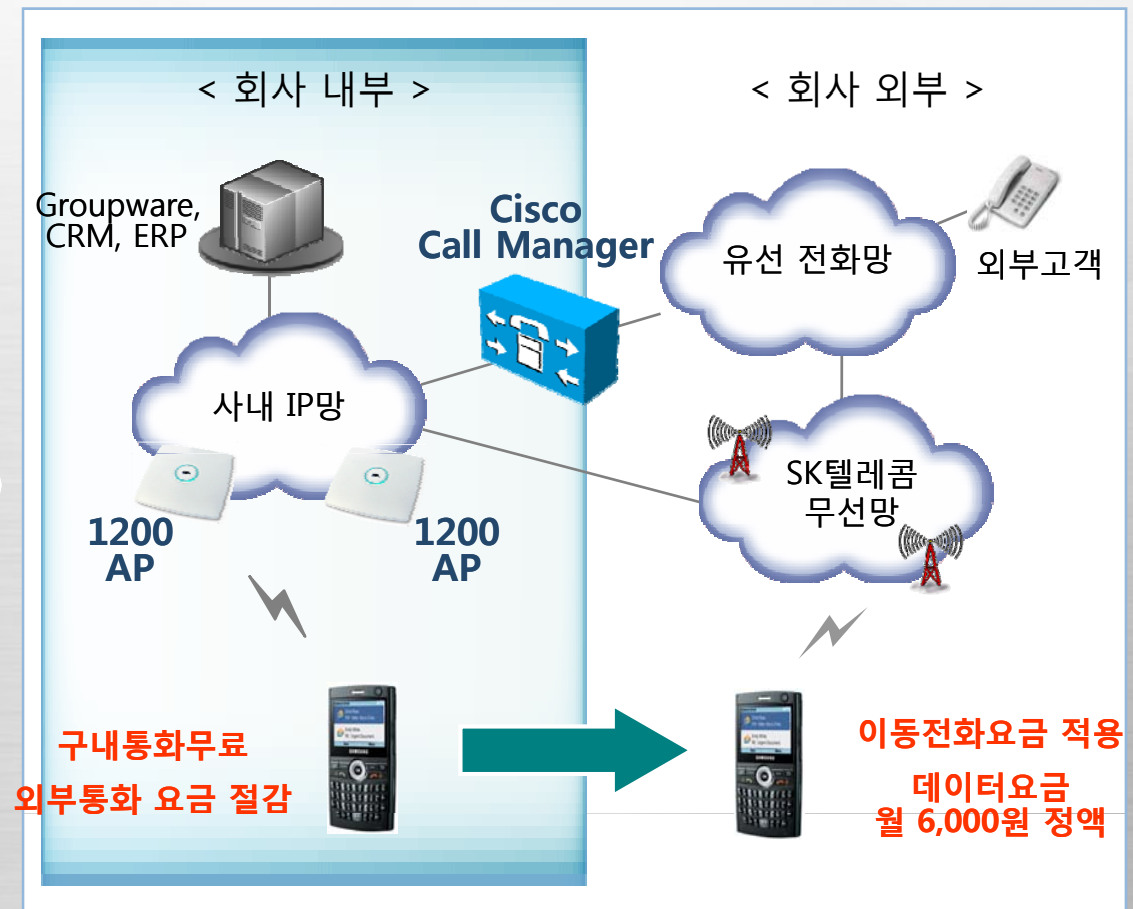 < 회사 내부 >
< 회사 외부 >
Groupware,
CRM, ERP
Cisco
Call Manager
유선 전화망
외부고객
사내 IP망
SK텔레콤
무선망
1200
AP
1200
AP
구내통화무료
외부통화 요금 절감
이동전화요금 적용
데이터요금
월 6,000원 정액
SAMSUNG
SAMSUNG